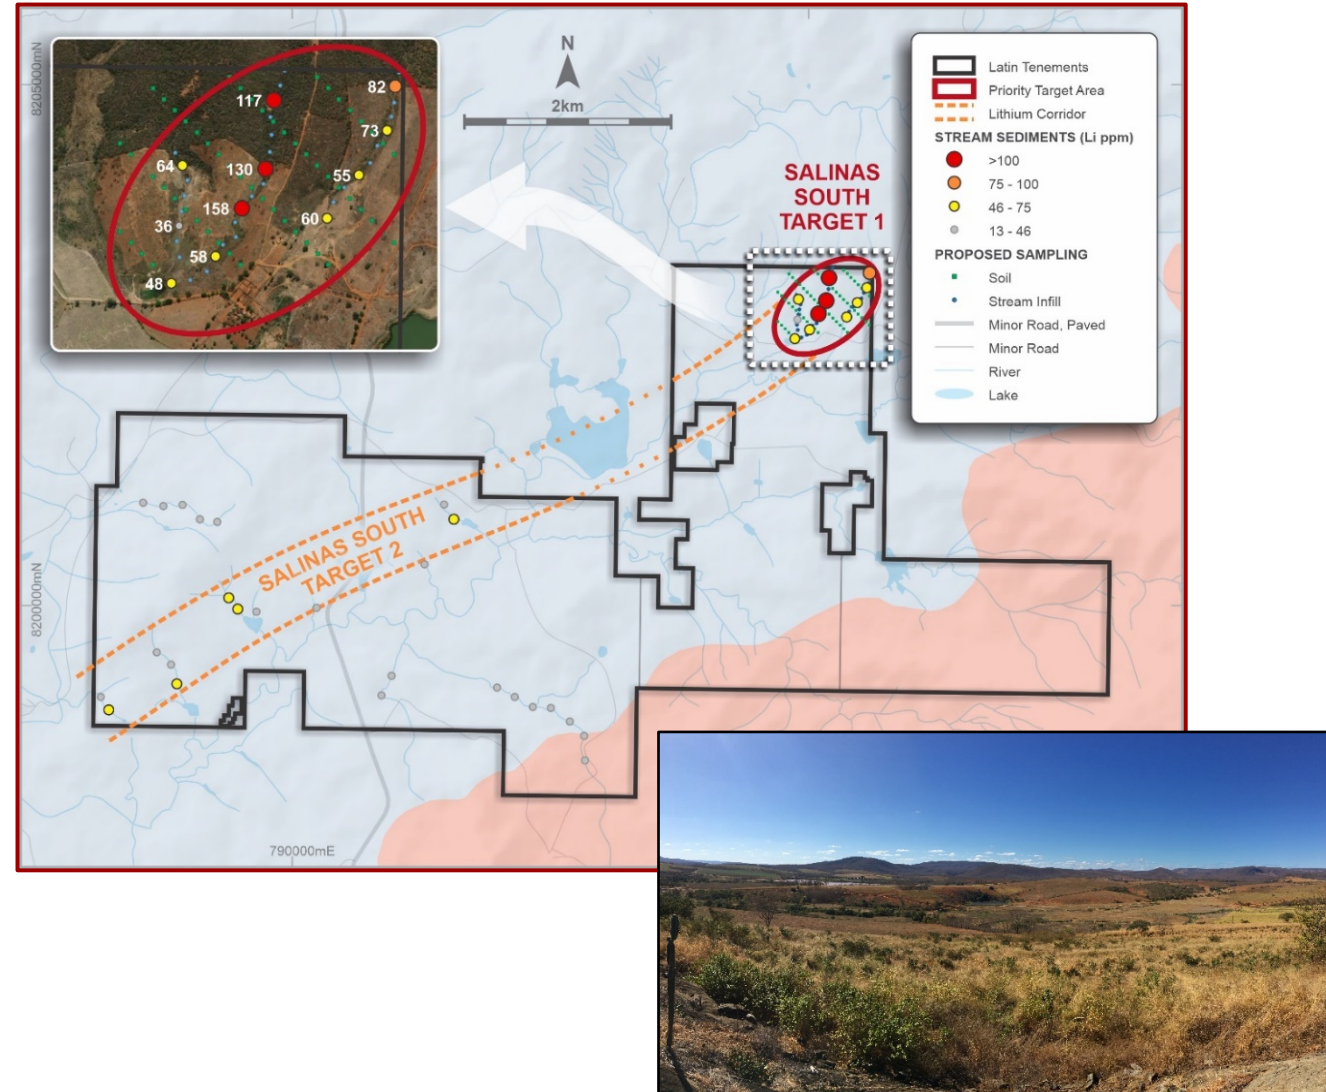 8205000mN
8200000mN
790000mE
N
2km
117
82
73
64
130
55
158
36
60
58
48
SALINAS
SOUTH
TARGET 1
SALINAS SOUTH
TARGET 2
Latin Tenements
Priority Target Area
Lithium Corridor
STREAM SEDIMENTS (Li ppm)
>100
75 - 100
46 - 75
13 - 46
PROPOSED SAMPLING
Soil
Stream Infill
Minor Road, Paved
Minor Road
River
Lake